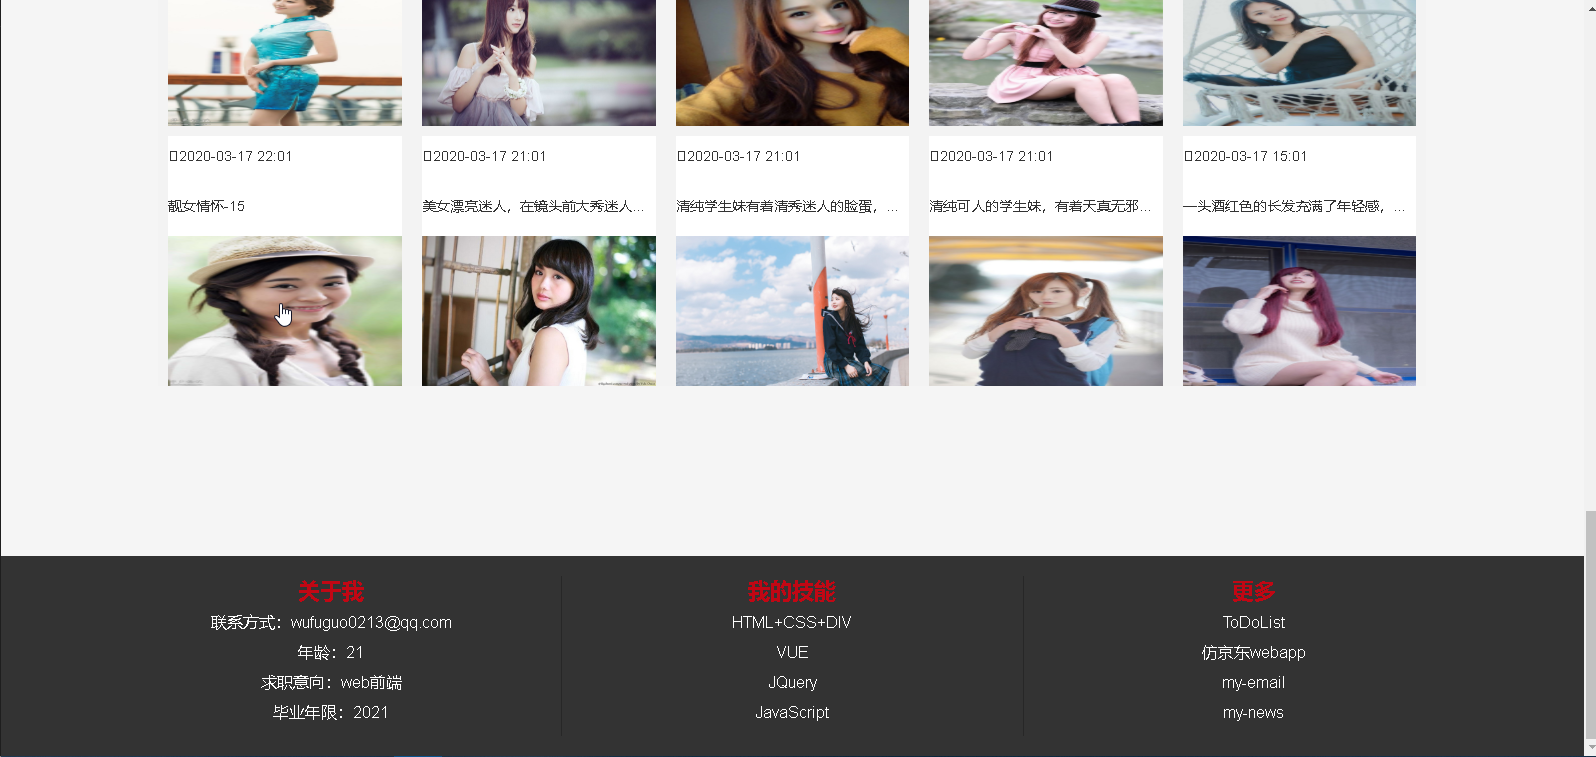 2020-03-17 22:01
2020-03-17 21:01
2020-03-17 21:01
2020-03-17 21:01
2020-03-17 15:01
靓女情怀-15
美女漂亮迷人，在镜头前大秀迷人...
清纯学生妹有着清秀迷人的脸蛋，...
清纯可人的学生妹，有着天真无邪...
一头酒红色的长发充满了年轻感，...
关于我
联系方式：wufuguo0213@qq.com
年龄：21
求职意向：web前端
毕业年限：2021
我的技能
HTML+CSS+DIV
VUE
JQuery
JavaScript
更多
ToDoList
仿京东webapp
my-email
my-news